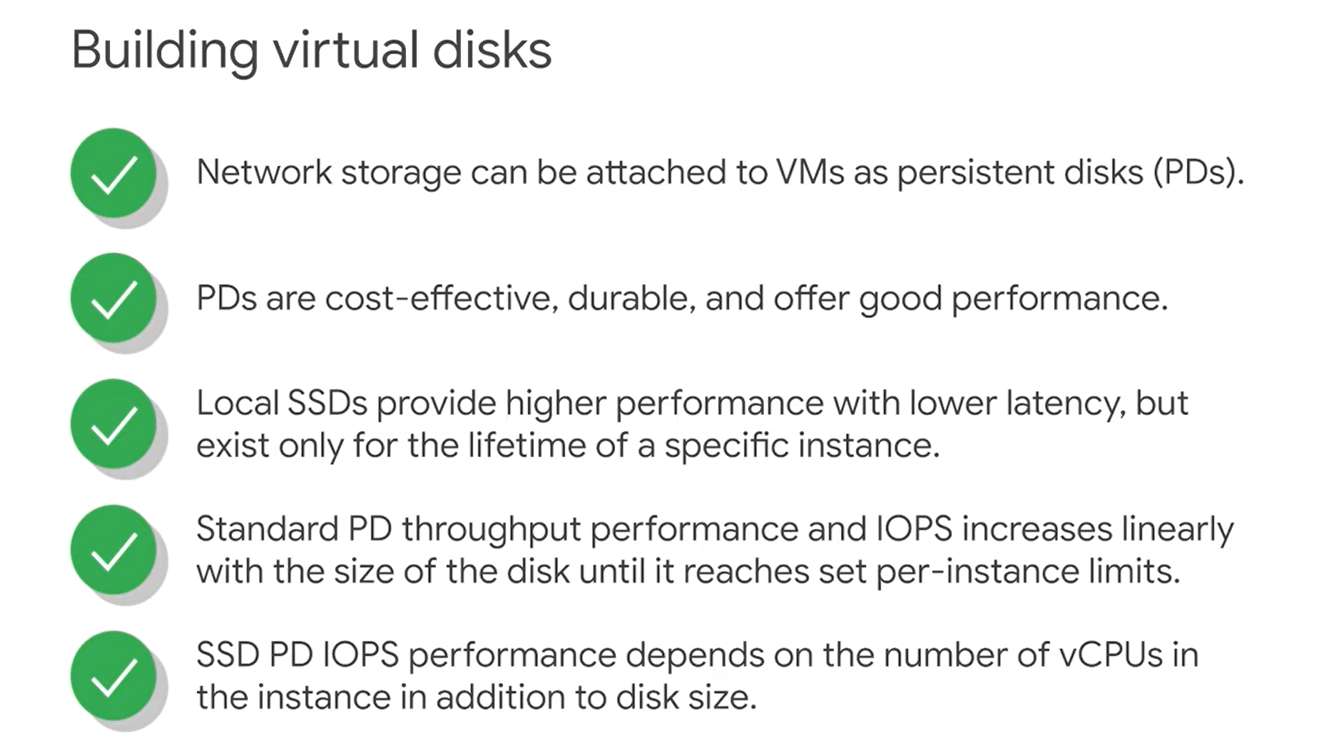 Building virtual disks
Network storage can be attached to VMs as persistent disks (PDs).
PDs are cost-effective, durable, and offer good performance.
Local SSDs provide higher performance with lower latency, but
exist only for the lifetime of a specific instance.
Standard PD throughput performance and IOPS increases linearly
with the size of the disk until it reaches set per-instance limits.
SSD PD IOPS performance depends on the number of vCPUs in
the instance in addition to disk size.